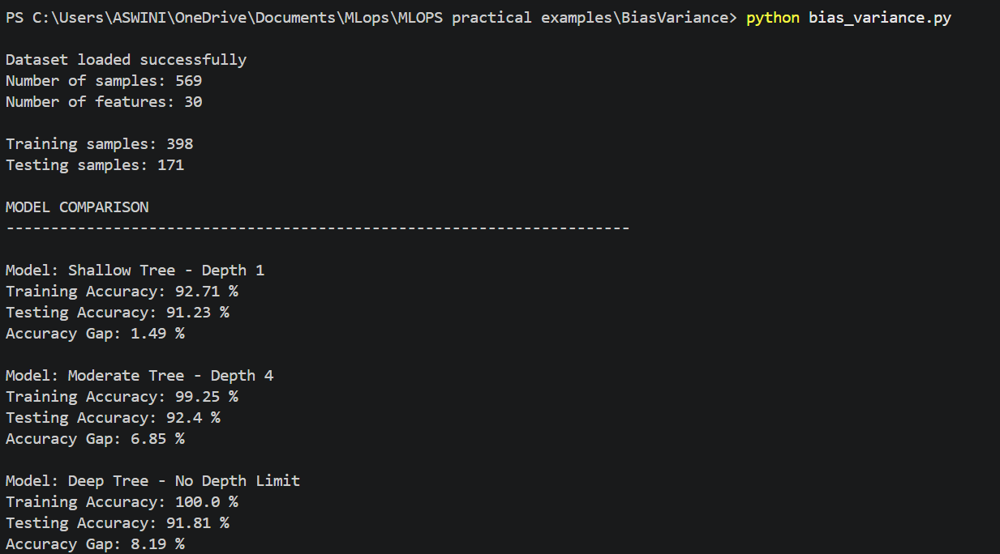 PS C:\Users\ASWINI\OneDrive\Documents\MLops\MLOPS practical examples\BiasVariance> python bias_variance.py
Dataset loaded successfully
Number of samples: 569
Number of features: 30
Training samples: 398
Testing samples: 171
MODEL COMPARISON
----------------------------------------------------------------------
Model: Shallow Tree - Depth 1
Training Accuracy: 92.71 %
Testing Accuracy: 91.23 %
Accuracy Gap: 1.49 %
Model: Moderate Tree - Depth 4
Training Accuracy: 99.25 %
Testing Accuracy: 92.4 %
Accuracy Gap: 6.85 %
Model: Deep Tree - No Depth Limit
Training Accuracy: 100.0 %
Testing Accuracy: 91.81 %
Accuracy Gap: 8.19 %